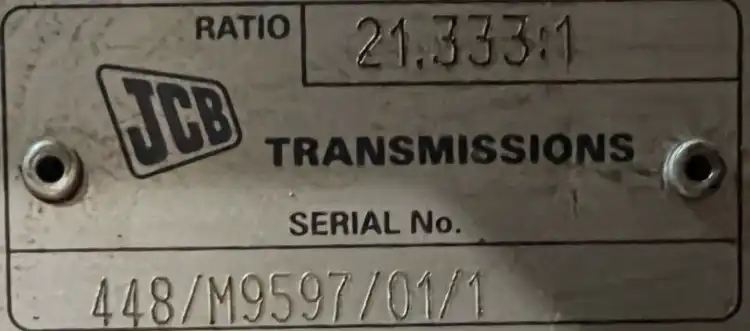 RATIO 21.333:1
JCB
TRANSMISSIONS
SERIAL No.
448/M9597/01/1